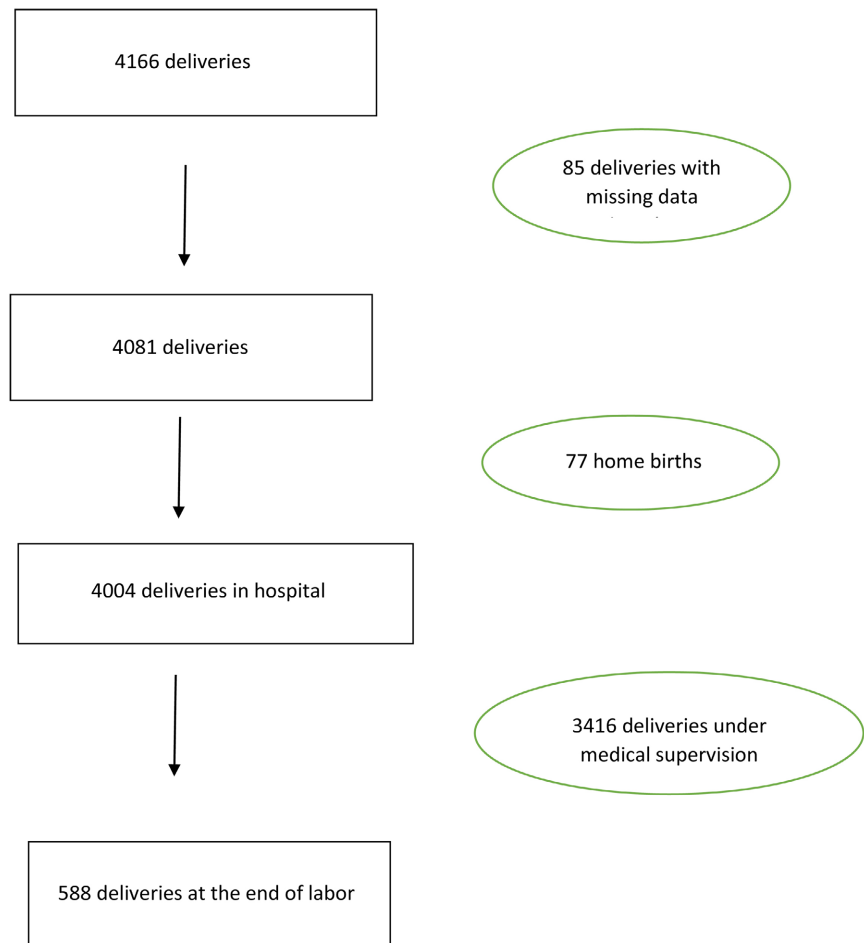 4166 deliveries
85 deliveries with
missing data
4081 deliveries
77 home births
4004 deliveries in hospital
3416 deliveries under
medical supervision
588 deliveries at the end of labor